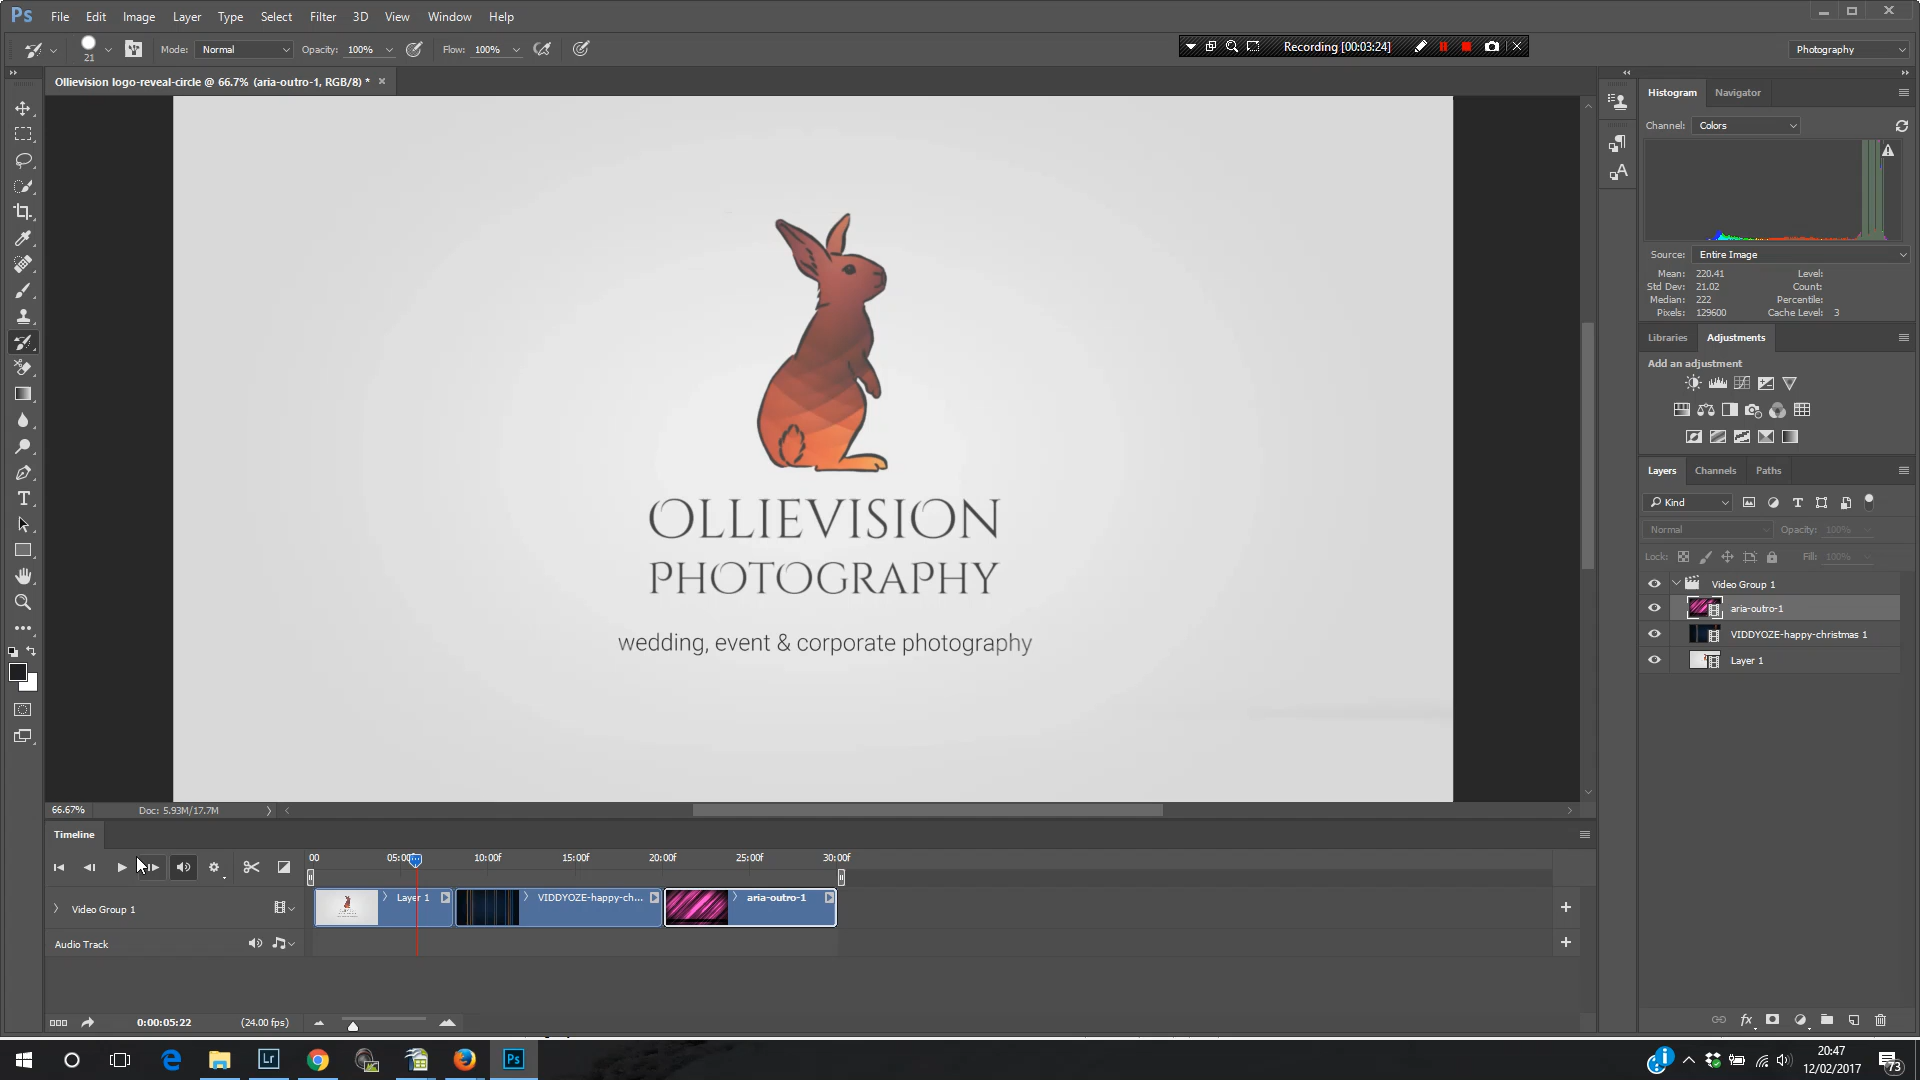 Ps File Edit Image Layer Type Select Filter 3D View Window Help
21 Mode: Normal Opacity: 100% Flow: 100% Recording [00:03:24] Photography
Ollievision logo-reveal-circle @ 66.7% (aria-outro-1, RGB/8) *
Histogram Navigator
Channel: Colors
Source: Entire Image
Mean: 220.41 Level:
Std Dev: 21.02 Count:
Median: 222 Percentile:
Pixels: 129600 Cache Level: 3
Libraries Adjustments
Add an adjustment
Layers Channels Paths
Kind
Normal Opacity: 100%
Lock: Fill: 100%
Video Group 1
aria-outro-1
VIDDYOZE-happy-christmas 1
Layer 1
OLLIEVISION
PHOTOGRAPHY
wedding, event & corporate photography
66.67% Doc: 5.93M/17.7M
Timeline
00 05:00f 10:00f 15:00f 20:00f 25:00f 30:00f
Video Group 1 Layer 1 VIDDYOZE-happy-ch... aria-outro-1
Audio Track
0:00:05:22 (24.00 fps)
Lr Ps
20:47
12/02/2017
73